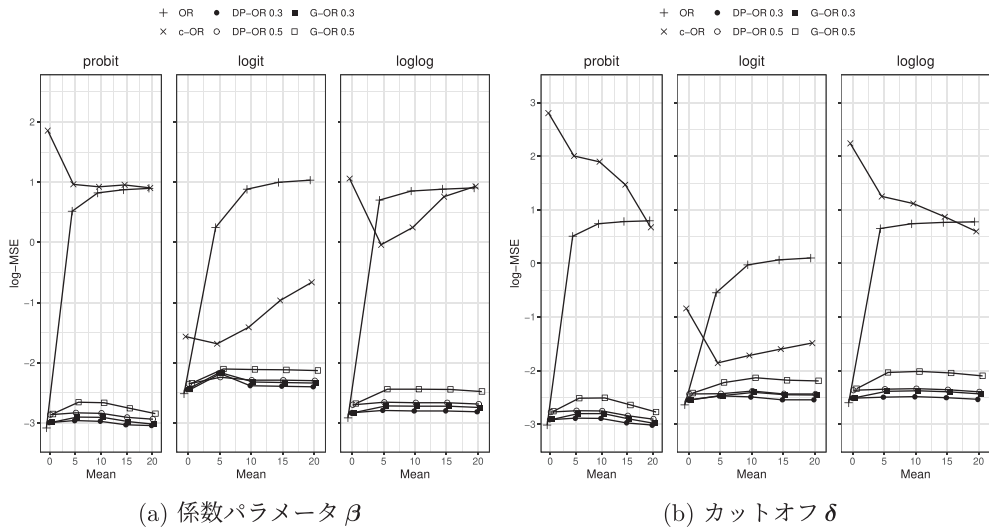 OR DP−OR 0.3 G−OR 0.3
c−OR DP−OR 0.5 G−OR 0.5
probit logit loglog
2
1
0
−1
−2
−3
log−MSE
0 5 10 15 20 0 5 10 15 20 0 5 10 15 20
Mean Mean Mean
(a) 係数パラメータ β
OR DP−OR 0.3 G−OR 0.3
c−OR DP−OR 0.5 G−OR 0.5
probit logit loglog
3
2
1
0
−1
−2
−3
log−MSE
0 5 10 15 20 0 5 10 15 20 0 5 10 15 20
Mean Mean Mean
(b) カットオフ δ